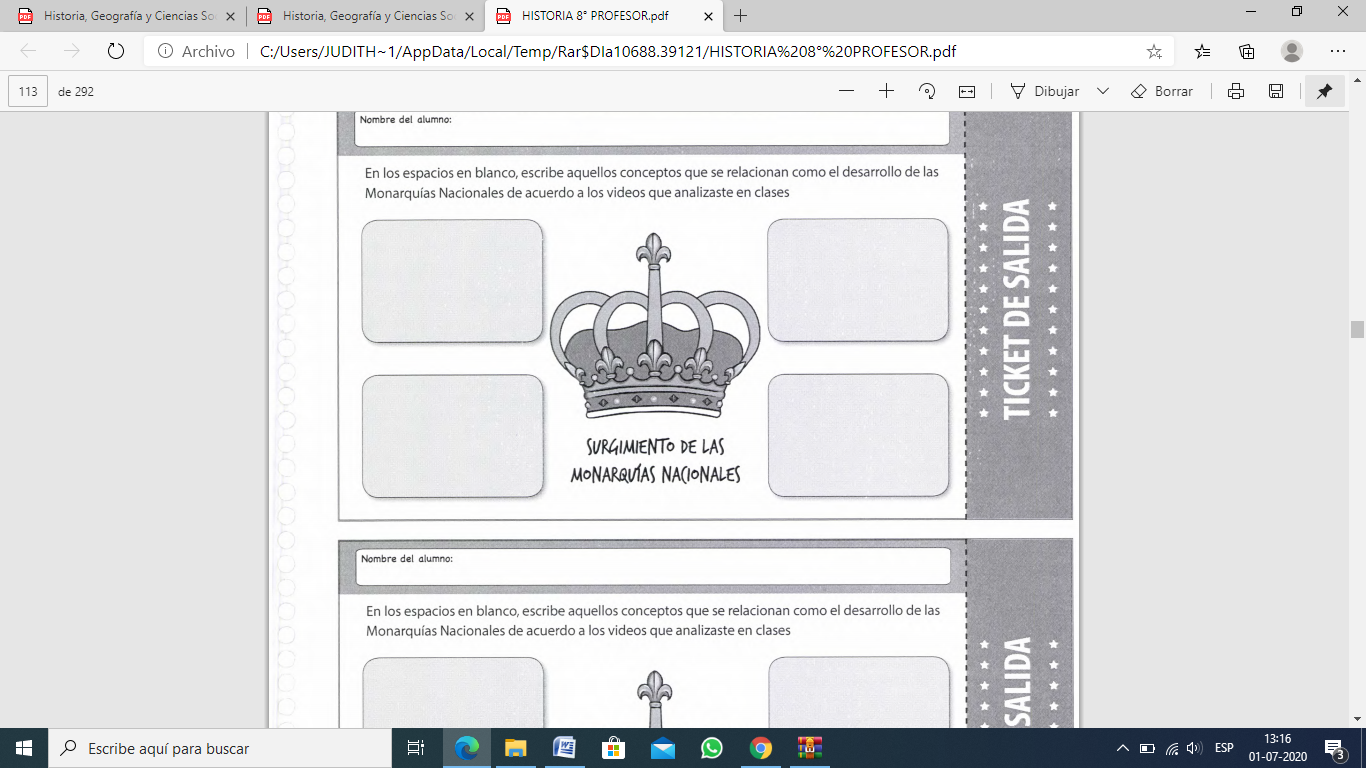 Historia, Geografía y Ciencias So
Historia, Geografía y Ciencias So
HISTORIA 8° PROFESOR.pdf
Archivo
C:/Users/JUDITH~1/AppData/Local/Temp/Rar$DIa10688.39121/HISTORIA%208°%20PROFESOR.pdf
113
de 292
Dibujar
Borrar
Nombre del alumno:
En los espacios en blanco, escribe aquellos conceptos que se relacionan como el desarrollo de las
Monarquías Nacionales de acuerdo a los videos que analizaste en clases
SURGIMIENTO DE LAS
MONARQUÍAS NACIONALES
TICKET DE SALIDA
Nombre del alumno:
En los espacios en blanco, escribe aquellos conceptos que se relacionan como el desarrollo de las
Monarquías Nacionales de acuerdo a los videos que analizaste en clases
SALIDA
Escribe aquí para buscar
ESP
13:16
01-07-2020
3